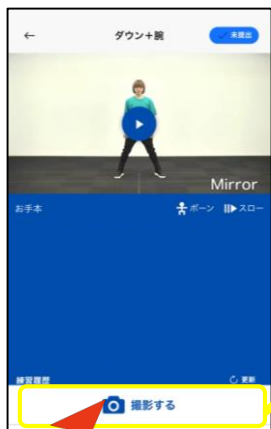 ←
ダウン+腕
✓ 未提出
Mirror
お手本
ボーン
スロー
練習履歴
更新
撮影する